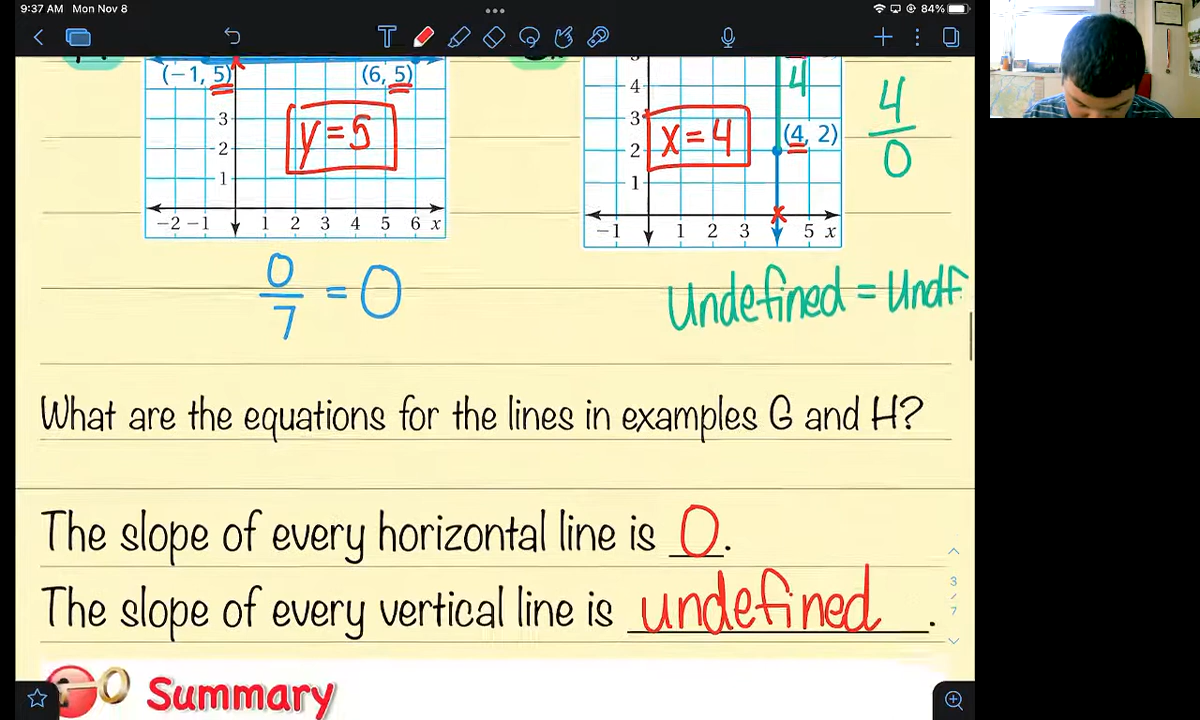 9:37 AM Mon Nov 8
84%
T
(−1, 5)
(6, 5)
3
2
1
y = 5
−2 −1 1 2 3 4 5 6 x
4
3
2
1
x = 4
4
(4, 2)
−1 1 2 3 5 x
4
0
0
7
= 0
Undefined = Undf.
What are the equations for the lines in examples G and H?
The slope of every horizontal line is 0.
The slope of every vertical line is undefined.
3
/
7
Summary